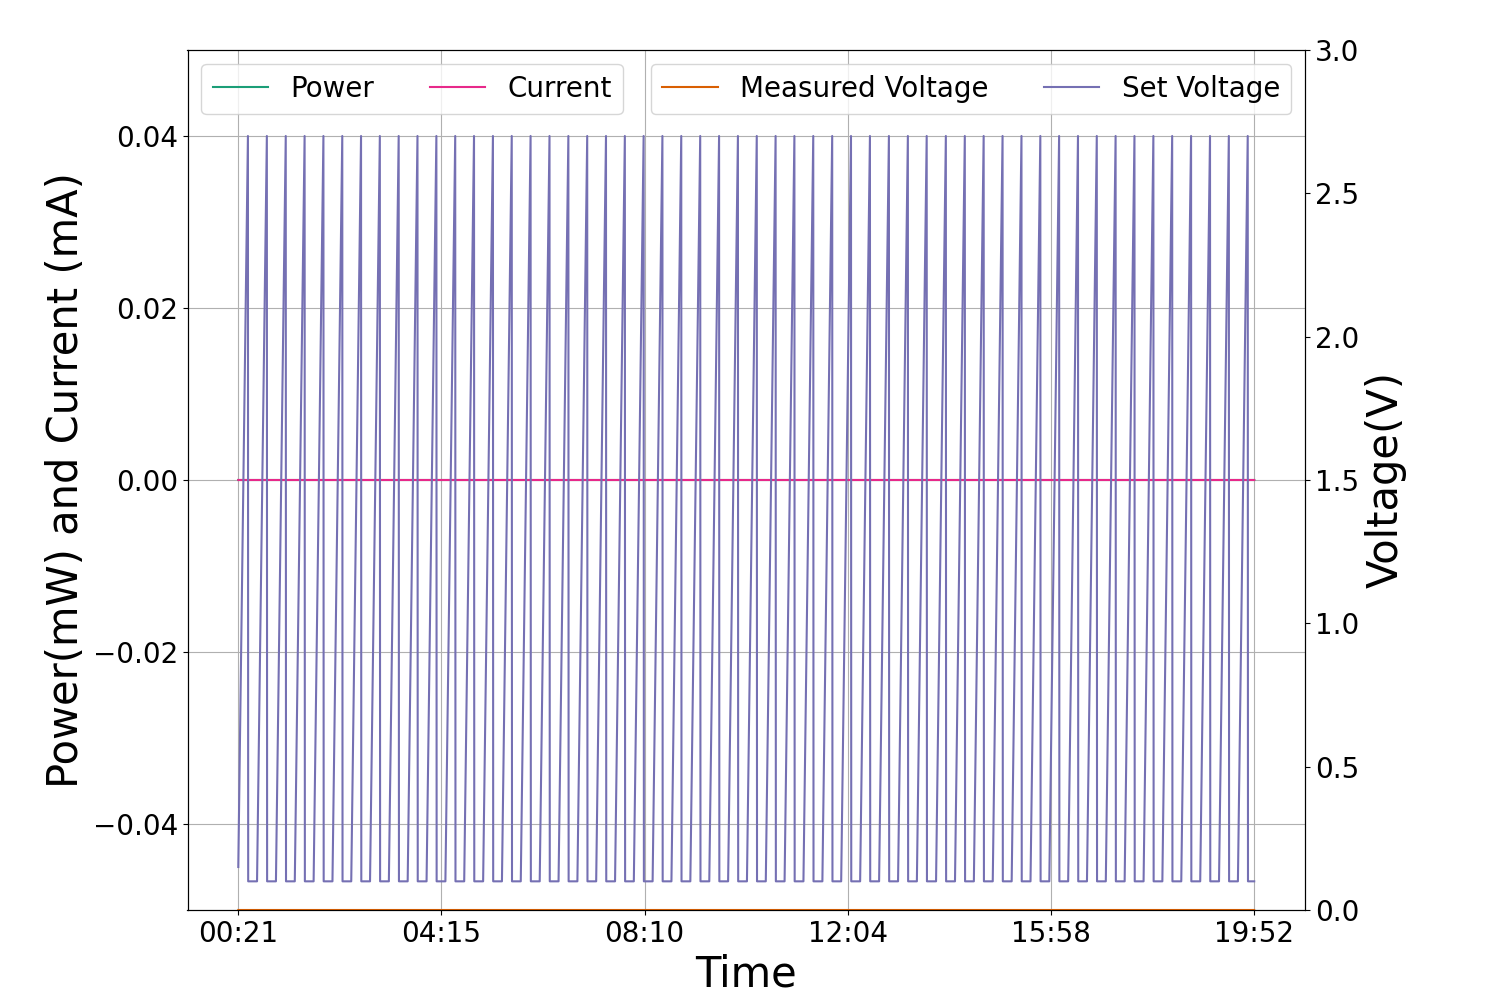 Power Current Measured Voltage Set Voltage
Power(mW) and Current (mA)
0.04
0.02
0.00
−0.02
−0.04
3.0
2.5
2.0
1.5
1.0
0.5
0.0
Voltage(V)
00:21 04:15 08:10 12:04 15:58 19:52
Time